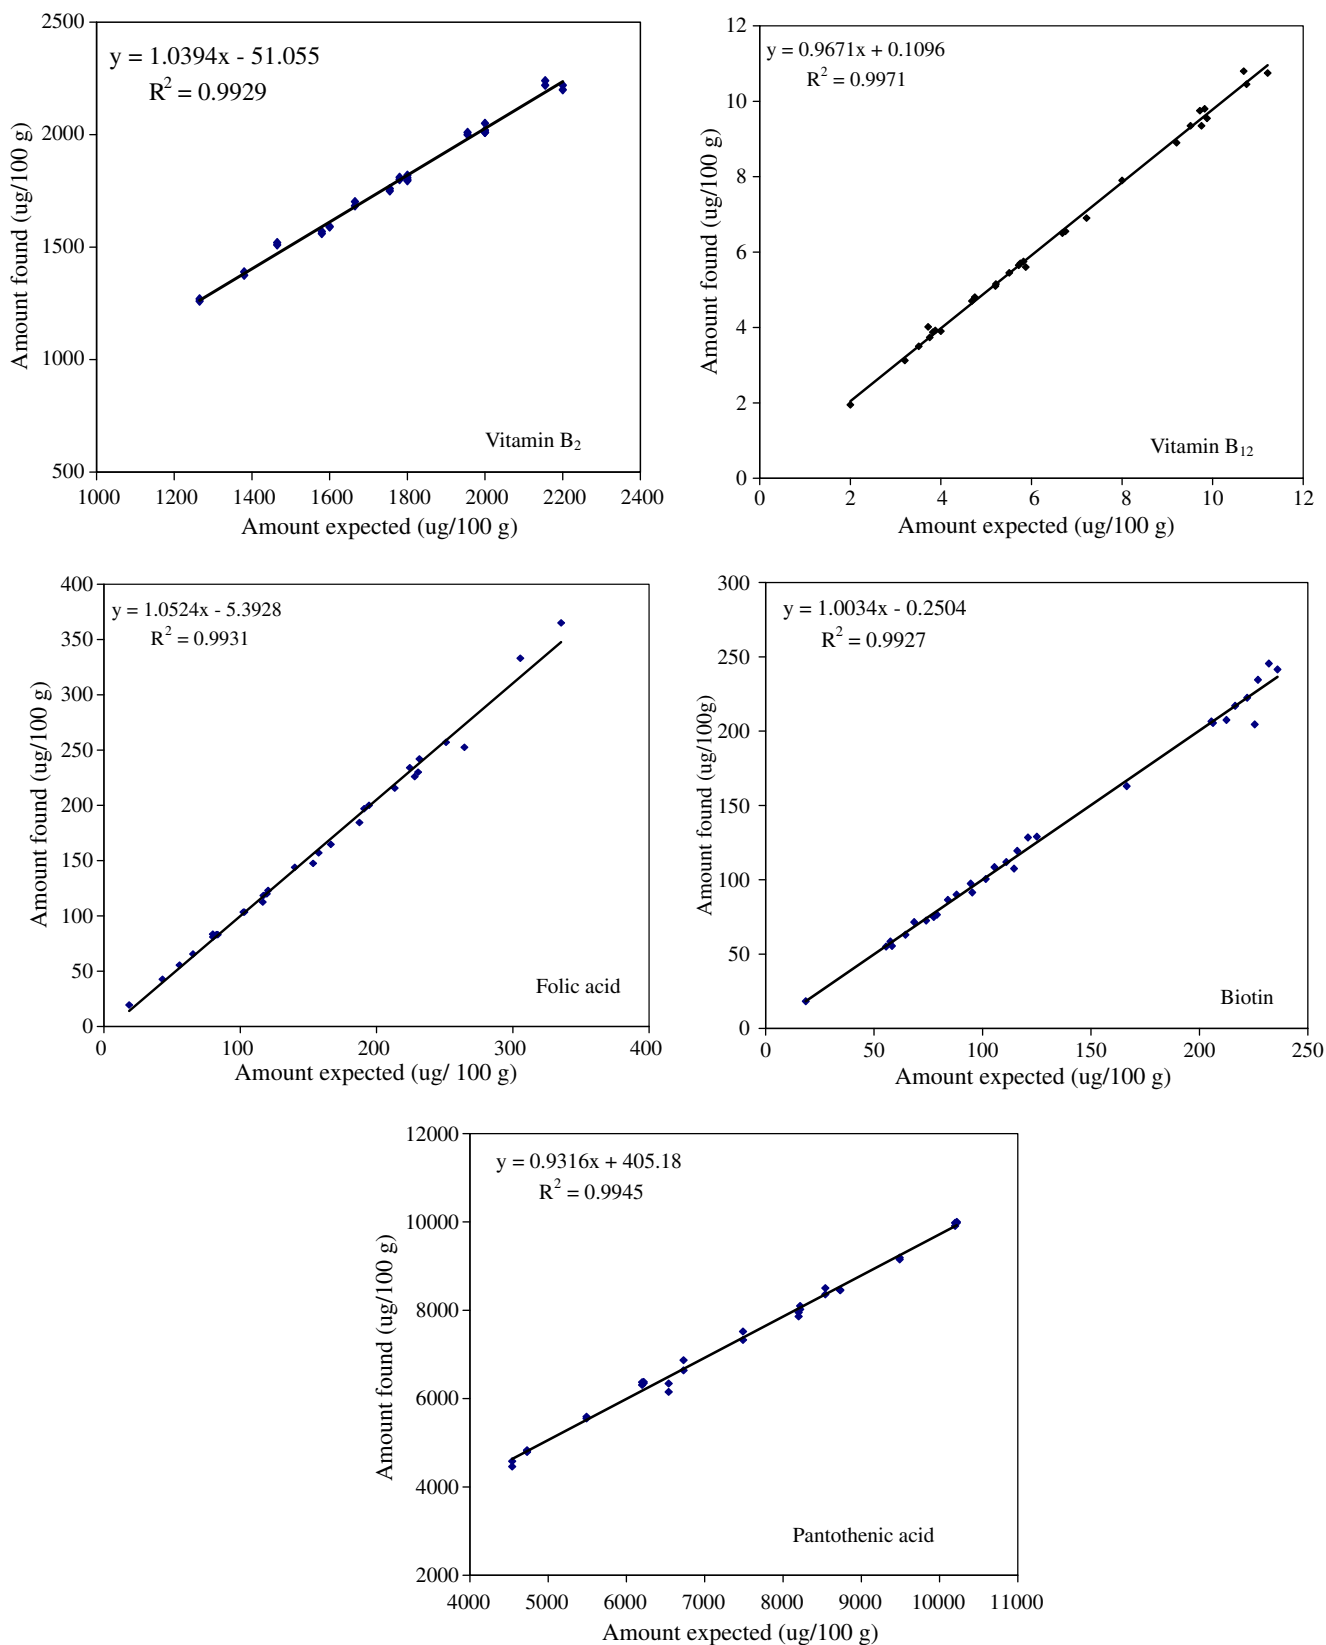 2500
2000
1500
1000
500
y = 1.0394x - 51.055
R² = 0.9929
Amount found (ug/100 g)
Vitamin B₂
1000 1200 1400 1600 1800 2000 2200 2400
Amount expected (ug/100 g)
12
10
8
6
4
2
0
y = 0.9671x + 0.1096
R² = 0.9971
Amount found (ug/100 g)
Vitamin B₁₂
0 2 4 6 8 10 12
Amount expected (ug/100 g)
400
350
300
250
200
150
100
50
0
y = 1.0524x - 5.3928
R² = 0.9931
Amount found (ug/100 g)
Folic acid
0 100 200 300 400
Amount expected (ug/ 100 g)
300
250
200
150
100
50
0
y = 1.0034x - 0.2504
R² = 0.9927
Amount found (ug/100g)
Biotin
0 50 100 150 200 250
Amount expected (ug/100 g)
12000
10000
8000
6000
4000
2000
y = 0.9316x + 405.18
R² = 0.9945
Amount found (ug/100 g)
Pantothenic acid
4000 5000 6000 7000 8000 9000 10000 11000
Amount expected (ug/100 g)